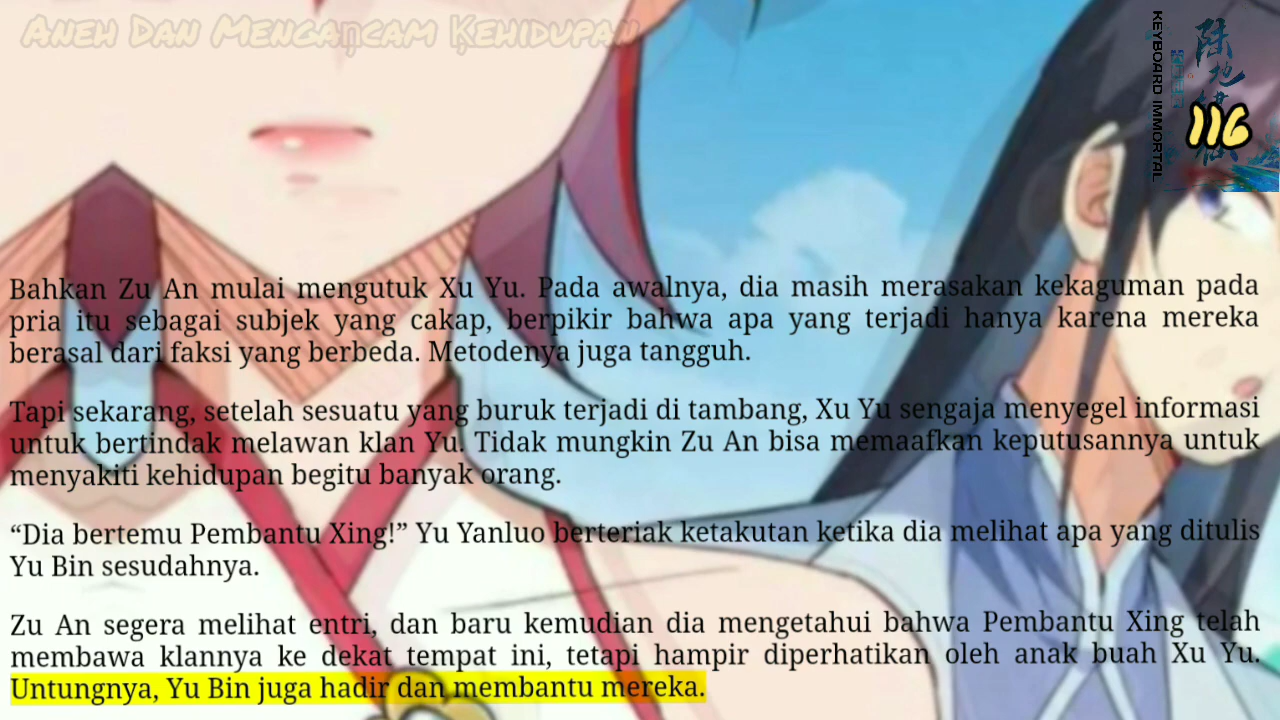 Aneh Dan Mengaņcam Ķehidupan
KEYBOARD IMMORTAL
陸地
116
Bahkan Zu An mulai mengutuk Xu Yu. Pada awalnya, dia masih merasakan kekaguman pada
pria itu sebagai subjek yang cakap, berpikir bahwa apa yang terjadi hanya karena mereka
berasal dari faksi yang berbeda. Metodenya juga tangguh.
Tapi sekarang, setelah sesuatu yang buruk terjadi di tambang, Xu Yu sengaja menyegel informasi
untuk bertindak melawan klan Yu. Tidak mungkin Zu An bisa memaafkan keputusannya untuk
menyakiti kehidupan begitu banyak orang.
“Dia bertemu Pembantu Xing!” Yu Yanluo berteriak ketakutan ketika dia melihat apa yang ditulis
Yu Bin sesudahnya.
Zu An segera melihat entri, dan baru kemudian dia mengetahui bahwa Pembantu Xing telah
membawa klannya ke dekat tempat ini, tetapi hampir diperhatikan oleh anak buah Xu Yu.
Untungnya, Yu Bin juga hadir dan membantu mereka.